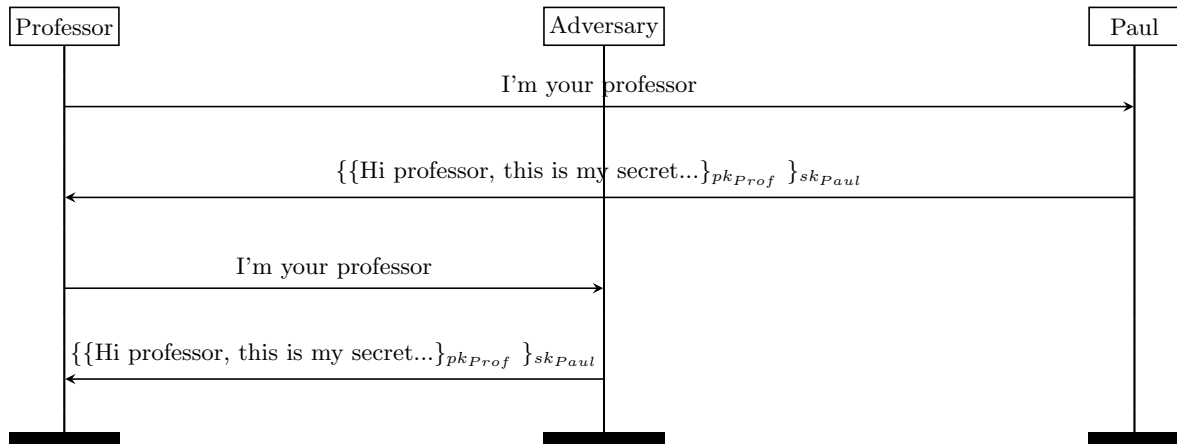 Professor
Adversary
Paul
I'm your professor
{{Hi professor, this is my secret...}pkProf }skPaul
I'm your professor
{{Hi professor, this is my secret...}pkProf }skPaul